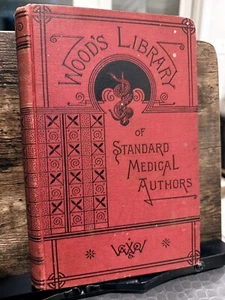 WOOD'S LIBRARY
OF
STANDARD
MEDICAL
AUTHORS